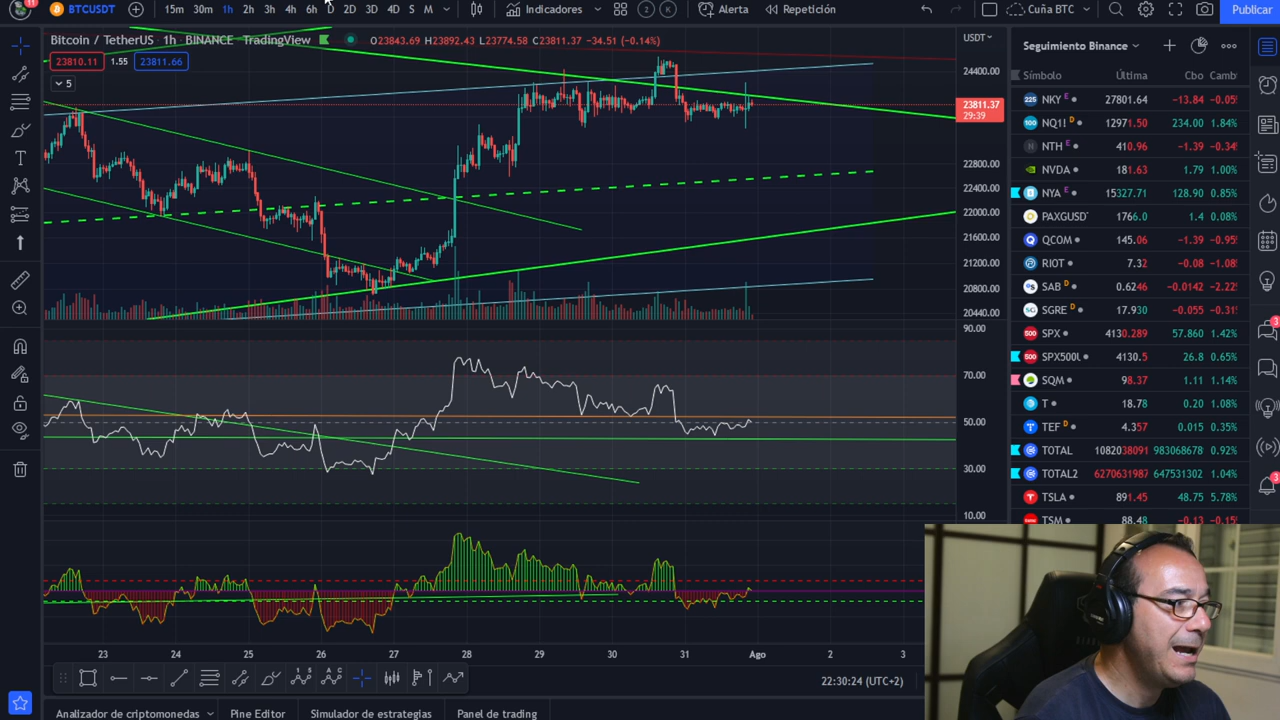 11 BTCUSDT 15m 30m 1h 2h 3h 4h 6h D 2D 3D 4D S M Indicadores 2 K Alerta Repetición Cuña BTC Publicar
Bitcoin / TetherUS 1h BINANCE TradingView O23843.69 H23892.43 L23774.58 C23811.37 −34.51 (−0.14%)
23810.11 1.55 23811.66
5
USDT
24400.00
23811.37
29:39
22800.00
22400.00
22000.00
21600.00
21200.00
20800.00
20440.00
90.00
70.00
50.00
30.00
10.00
23 24 25 26 27 28 29 30 31 Ago 2 3
22:30:24 (UTC+2)
Analizador de criptomonedas Pine Editor Simulador de estrategias Panel de trading
Seguimiento Binance
Símbolo Última Cbo Camb
NKY E 27801.64 −13.84 −0.05
NQ1! D 12971.50 234.00 1.84%
NTH E 410.96 −1.39 −0.34
NVDA 181.63 1.79 1.00%
NYA E 15327.71 128.90 0.85%
PAXGUSD 1766.0 1.4 0.08%
QCOM 145.06 −1.39 −0.95
RIOT 7.32 −0.08 −1.08
SAB D 0.6246 −0.0142 −2.22
SGRE D 17.930 −0.055 −0.31
SPX 4130.289 57.860 1.42%
SPX500U 4130.5 26.8 0.65%
SQM 98.37 1.11 1.14%
T 18.78 0.20 1.08%
TEF D 4.357 0.015 0.35%
TOTAL 1082038091 983068678 0.92%
TOTAL2 6270631987 647531302 1.04%
TSLA 891.45 48.75 5.78%
TSM 88.48 −0.13 −0.15